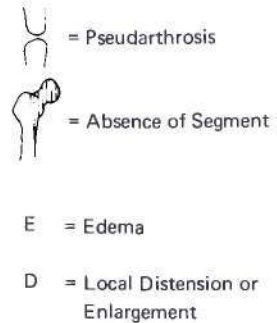 = Pseudarthrosis
= Absence of Segment
E = Edema
D = Local Distension or
Enlargement